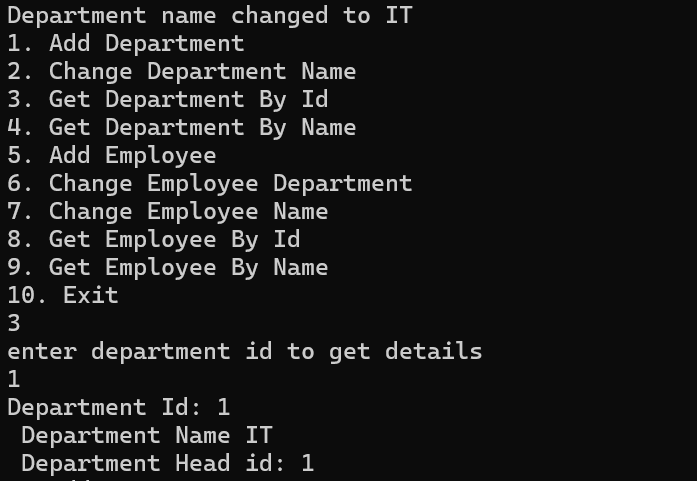 Department name changed to IT
1. Add Department
2. Change Department Name
3. Get Department By Id
4. Get Department By Name
5. Add Employee
6. Change Employee Department
7. Change Employee Name
8. Get Employee By Id
9. Get Employee By Name
10. Exit
3
enter department id to get details
1
Department Id: 1
 Department Name IT
 Department Head id: 1